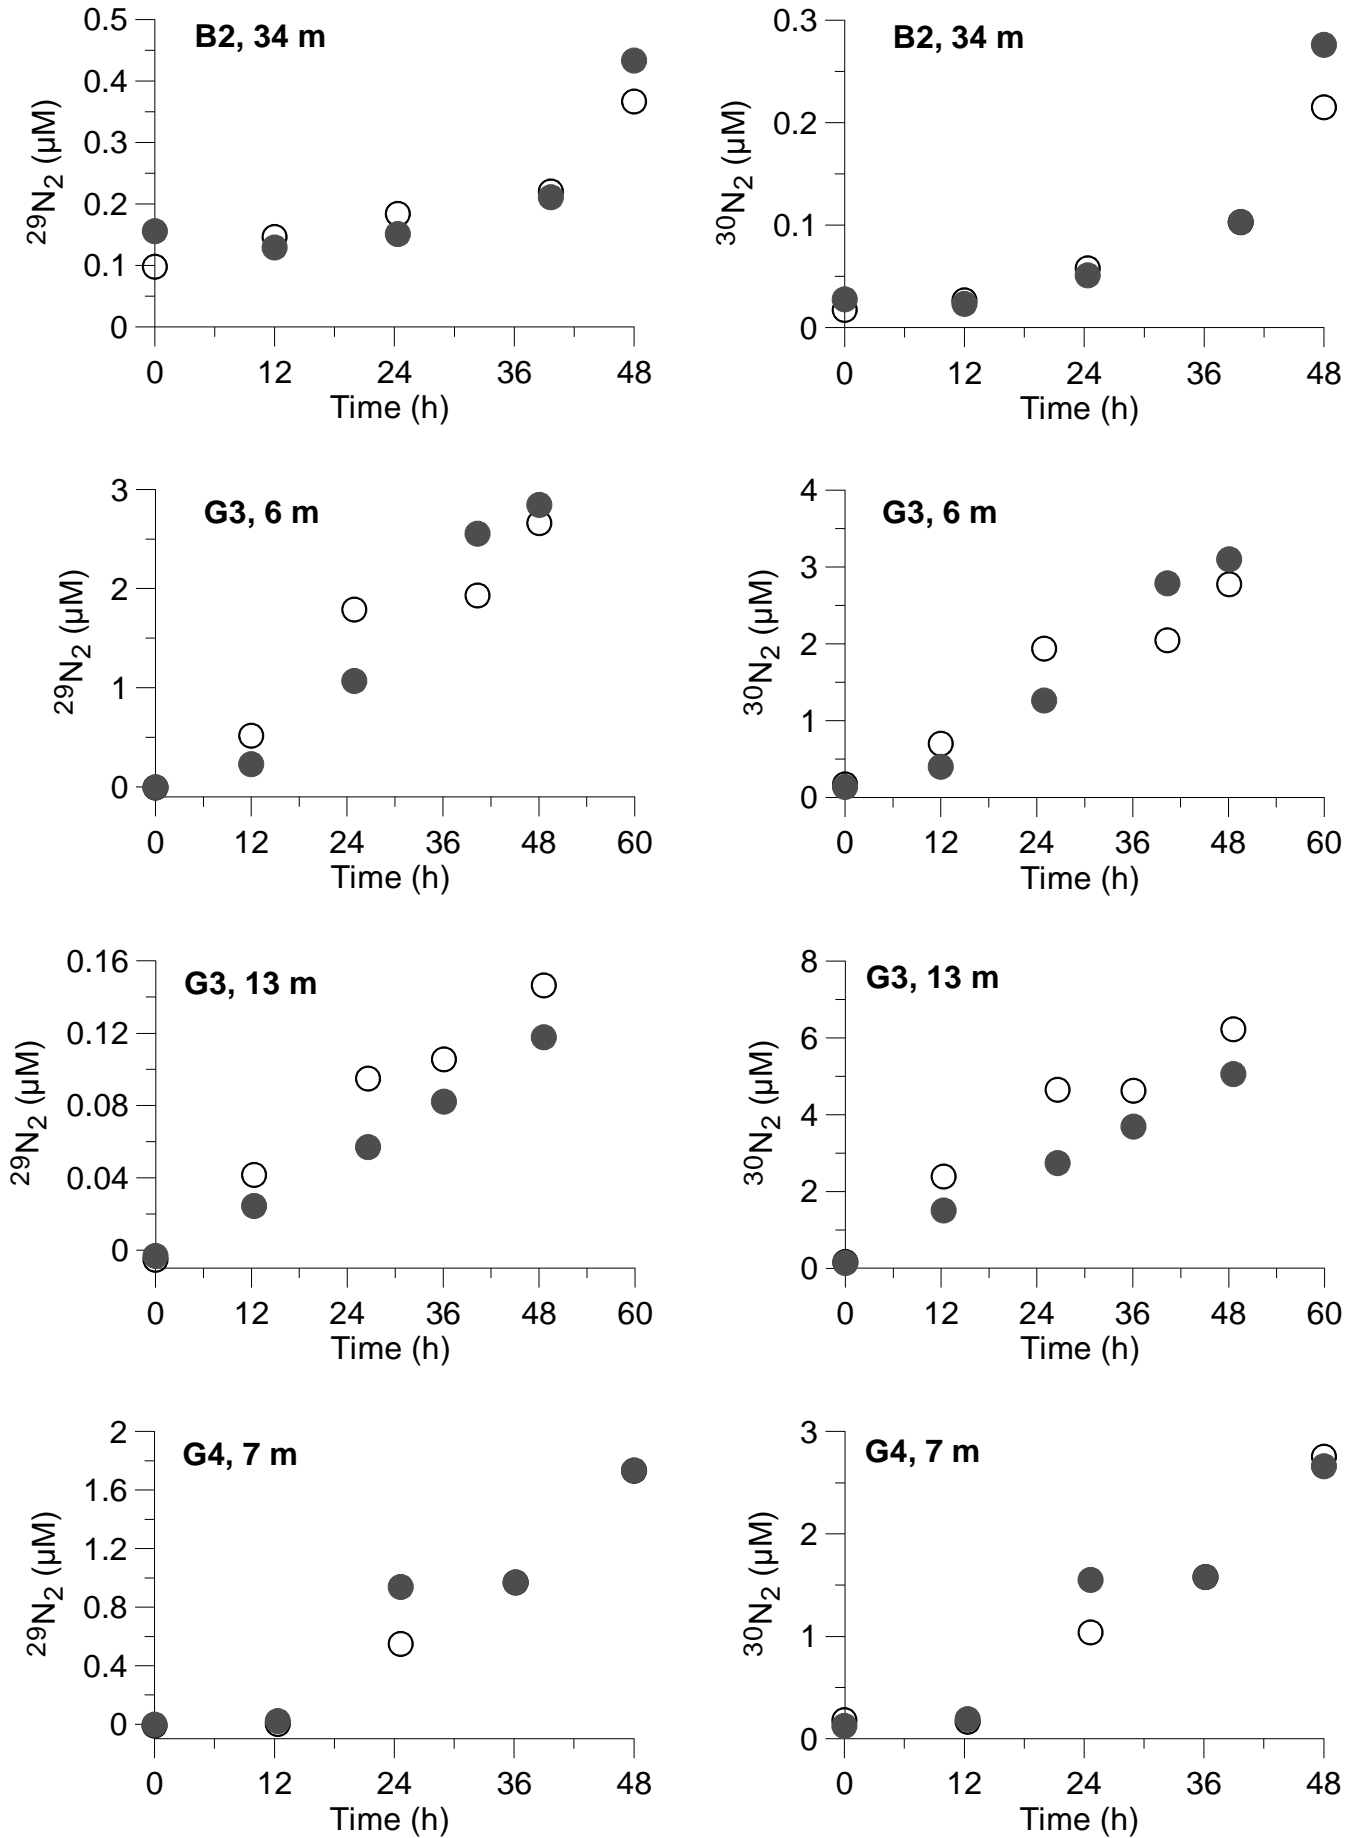 B2, 34 m
0.5
0.4
0.3
0.2
0.1
0
²⁹N₂ (µM)
0 12 24 36 48
Time (h)
B2, 34 m
0.3
0.2
0.1
0
³⁰N₂ (µM)
0 12 24 36 48
Time (h)
G3, 6 m
3
2
1
0
²⁹N₂ (µM)
0 12 24 36 48 60
Time (h)
G3, 6 m
4
3
2
1
0
³⁰N₂ (µM)
0 12 24 36 48 60
Time (h)
G3, 13 m
0.16
0.12
0.08
0.04
0
²⁹N₂ (µM)
0 12 24 36 48 60
Time (h)
G3, 13 m
8
6
4
2
0
³⁰N₂ (µM)
0 12 24 36 48 60
Time (h)
G4, 7 m
2
1.6
1.2
0.8
0.4
0
²⁹N₂ (µM)
0 12 24 36 48
Time (h)
G4, 7 m
3
2
1
0
³⁰N₂ (µM)
0 12 24 36 48
Time (h)